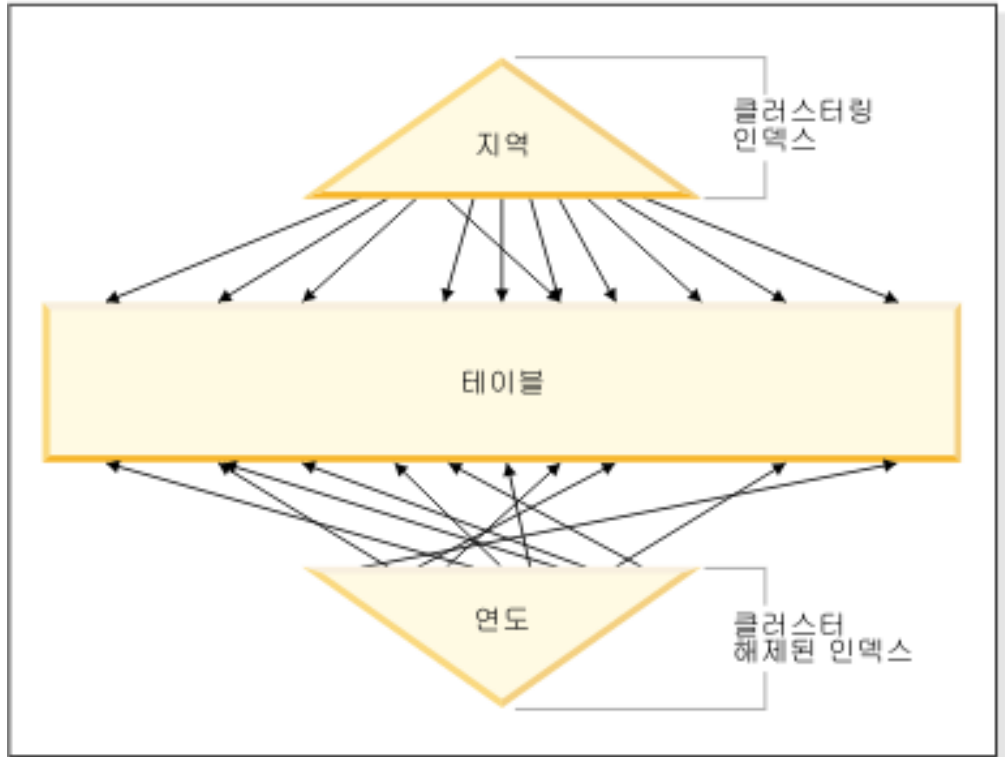 지역
클러스터링
인덱스
테이블
연도
클러스터
해제된 인덱스